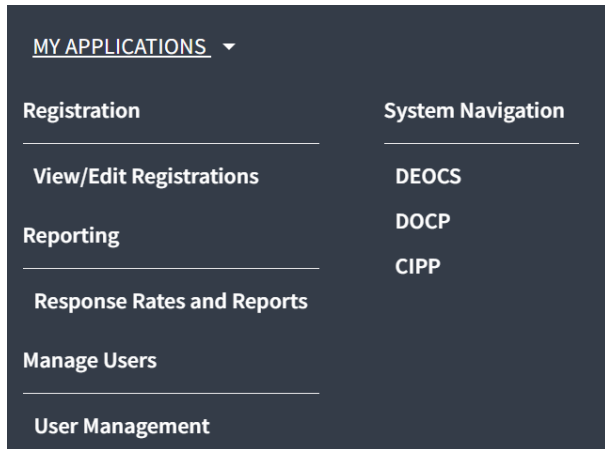 MY APPLICATIONS
Registration
View/Edit Registrations
Reporting
Response Rates and Reports
Manage Users
User Management
System Navigation
DEOCS
DOCP
CIPP